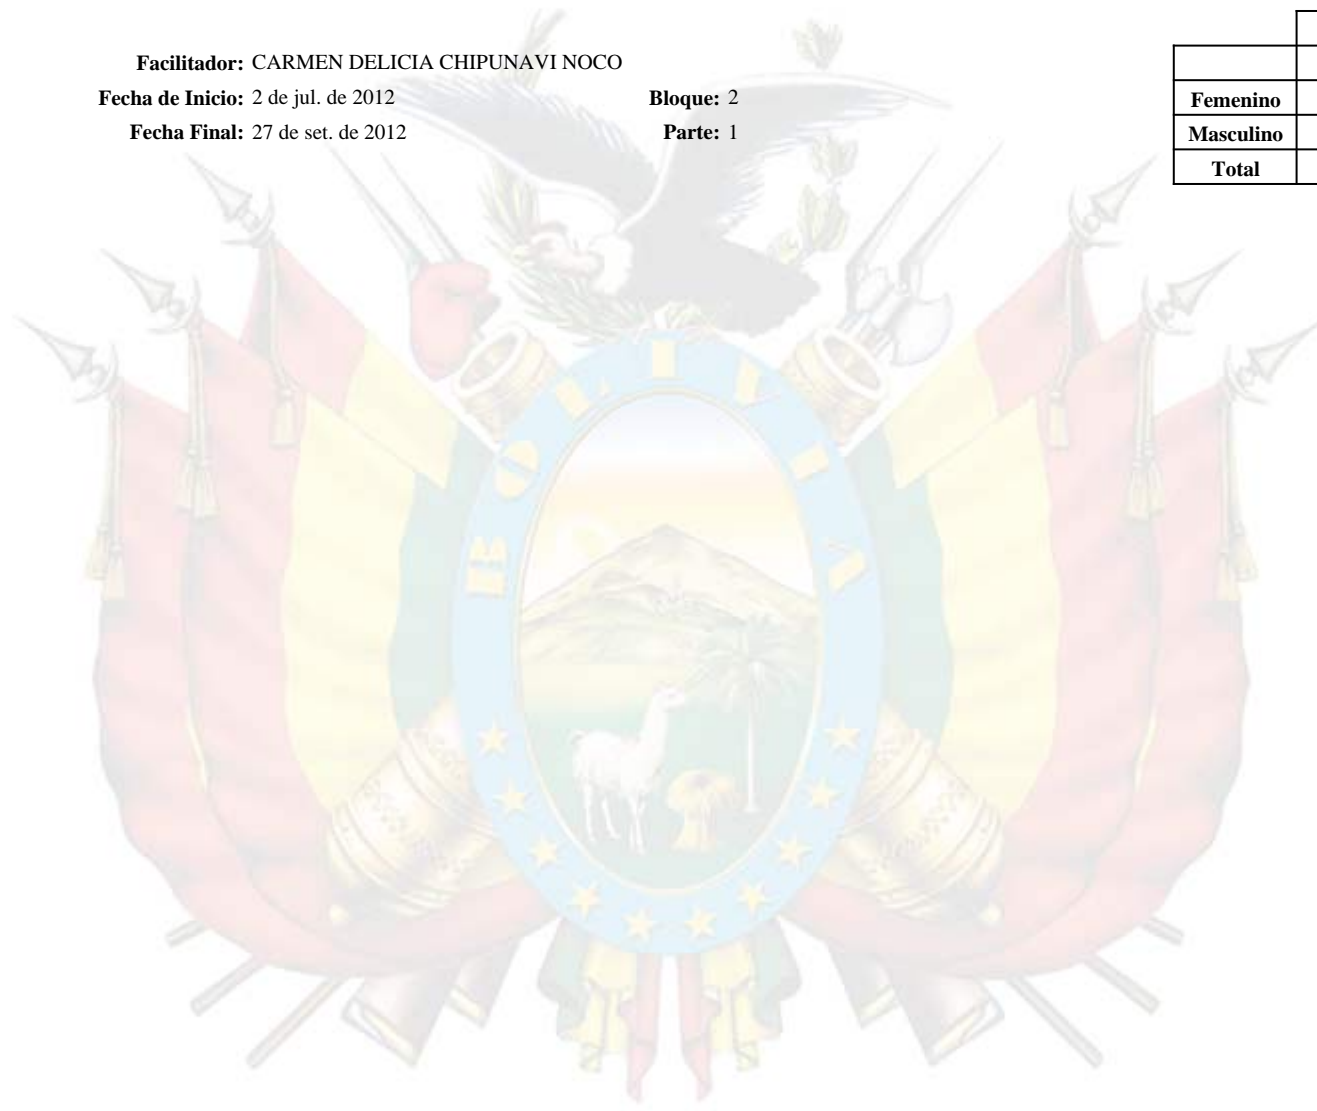 Facilitador: CARMEN DELICIA CHIPUNAVI NOCO
Fecha de Inicio: 2 de jul. de 2012 Bloque: 2
Fecha Final: 27 de set. de 2012 Parte: 1
Femenino
Masculino
Total
BOLIVIA